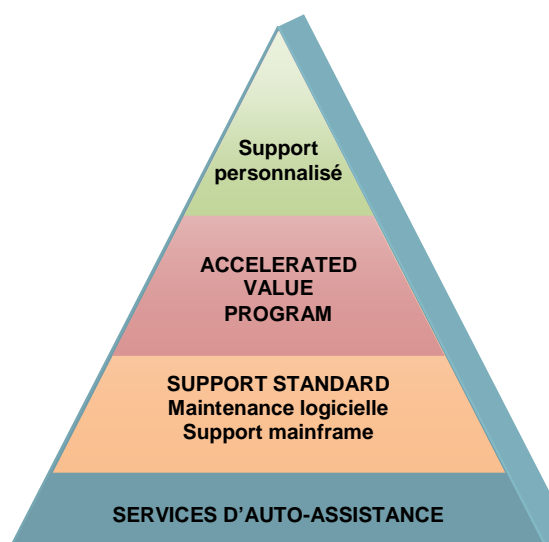 Support
personnalisé
ACCELERATED
VALUE
PROGRAM
SUPPORT STANDARD
Maintenance logicielle
Support mainframe
SERVICES D’AUTO-ASSISTANCE